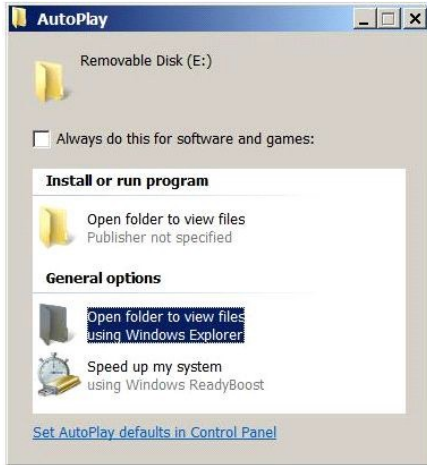 AutoPlay
Removable Disk (E:)
Always do this for software and games:
Install or run program
Open folder to view files
Publisher not specified
General options
Open folder to view files
using Windows Explorer
Speed up my system
using Windows ReadyBoost
Set AutoPlay defaults in Control Panel